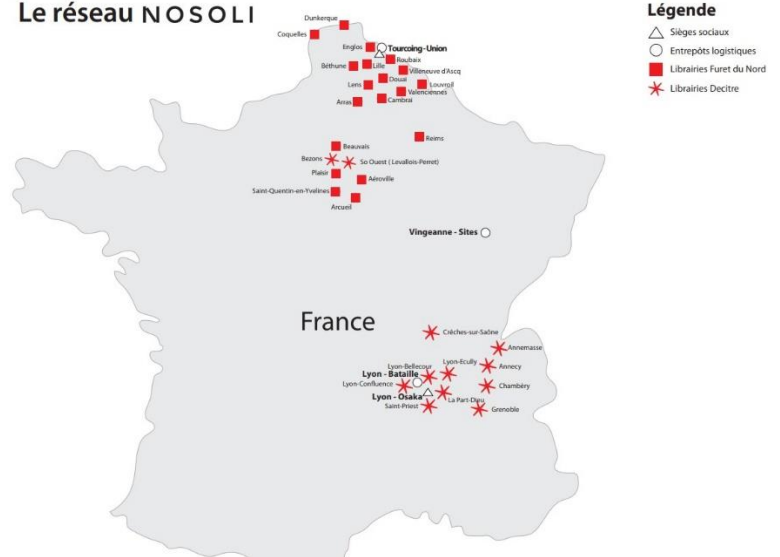 Le réseau NOSOLI
Légende
Sièges sociaux
Entrepôts logistiques
Librairies Furet du Nord
Librairies Decitre
Dunkerque
Coquelles
Englos
Tourcoing-Union
Roubaix
Béthune
Lille
Villeneuve d'Ascq
Douai
Lens
Louvroil
Valenciennes
Arras
Cambrai
Reims
Beauvais
Bezons
So Ouest ( Levallois-Perret)
Plaisir
Aéroville
Saint-Quentin-en-Yvelines
Arcueil
Vingeanne - Sites
France
Crêches-sur-Saône
Annemasse
Lyon-Bellecour
Lyon-Ecully
Annecy
Lyon - Bataille
Lyon-Confluence
Chambéry
Lyon - Osaka
La Part-Dieu
Saint-Priest
Grenoble